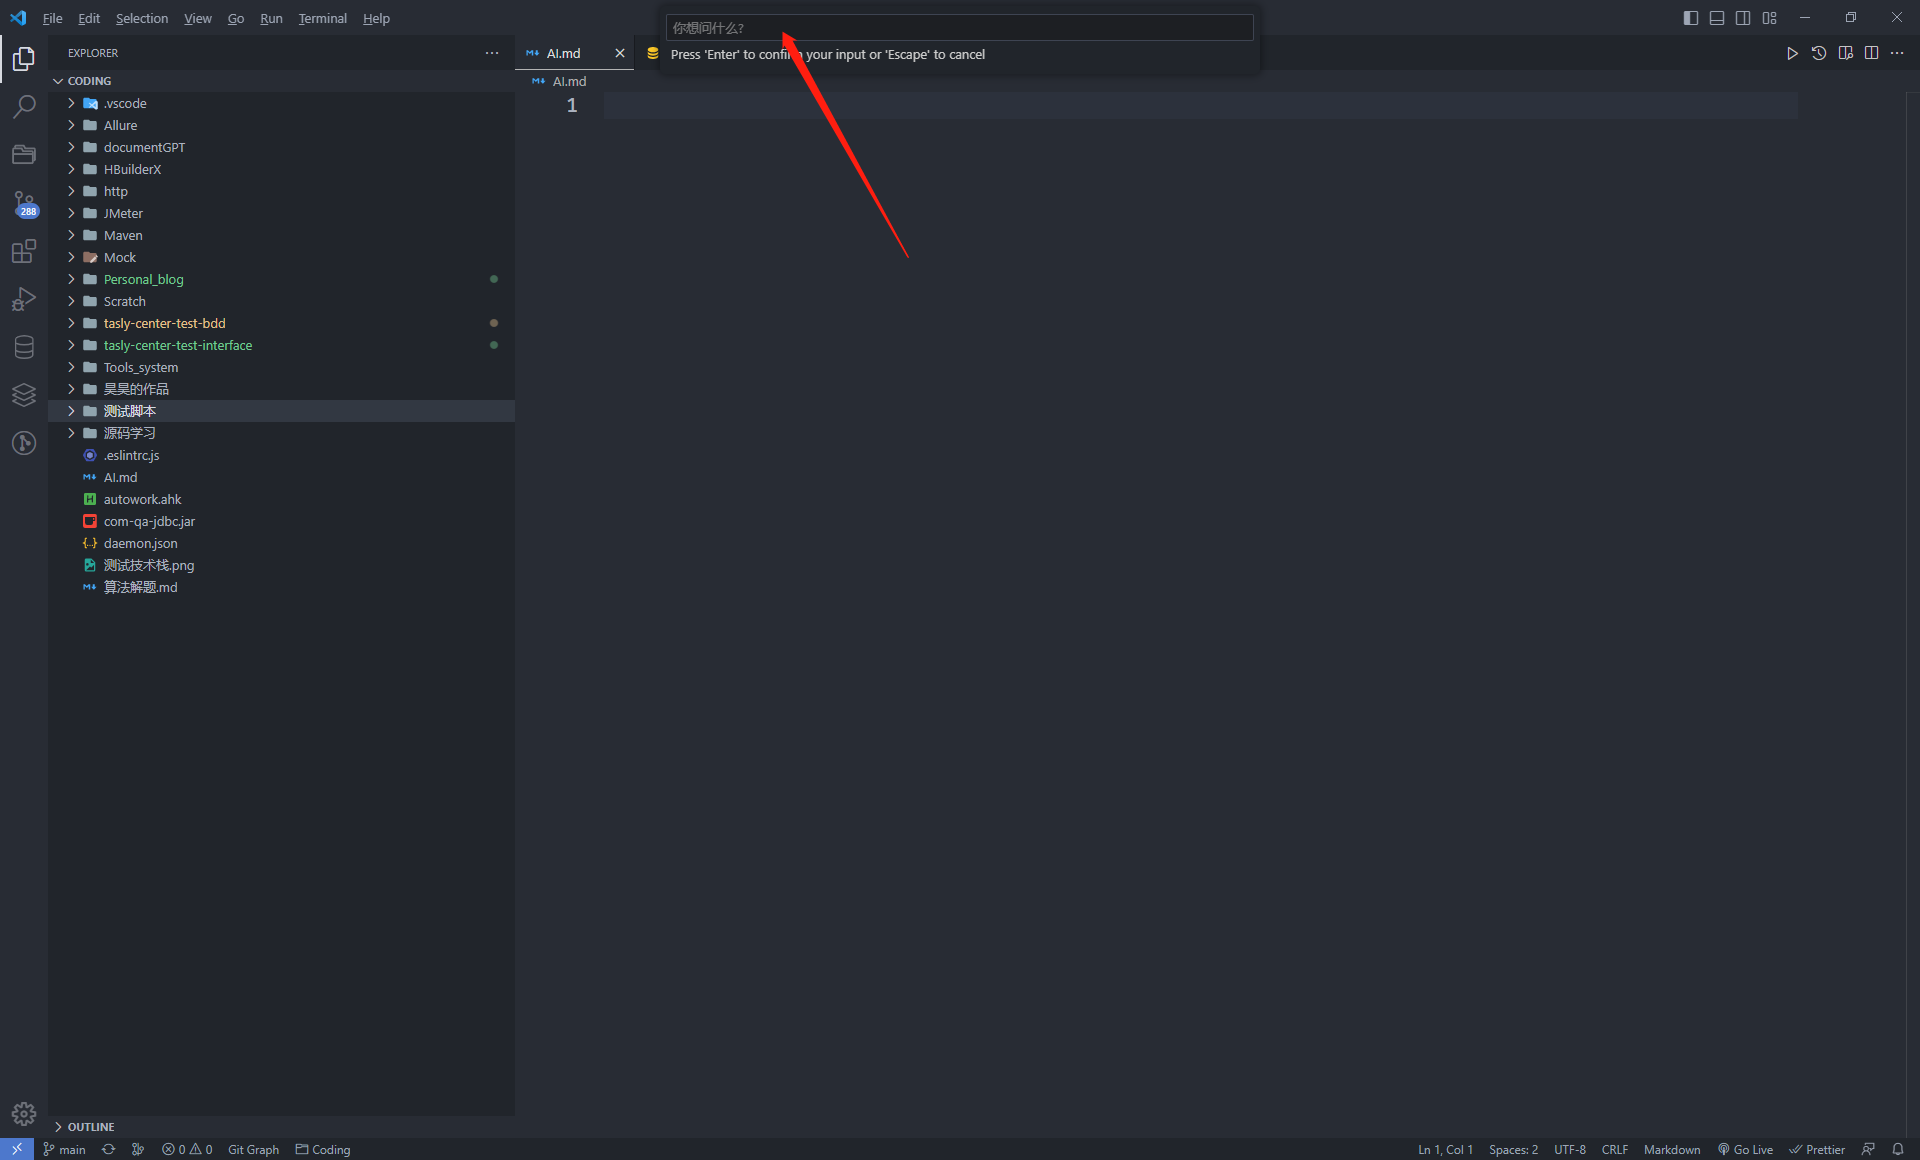 File Edit Selection View Go Run Terminal Help
你想问什么?
Press 'Enter' to confirm your input or 'Escape' to cancel
EXPLORER
AI.md
CODING
AI.md
1
.vscode
Allure
documentGPT
HBuilderX
http
JMeter
Maven
Mock
Personal_blog
Scratch
tasly-center-test-bdd
tasly-center-test-interface
Tools_system
昊昊的作品
测试脚本
源码学习
.eslintrc.js
AI.md
autowork.ahk
com-qa-jdbc.jar
daemon.json
测试技术栈.png
算法解题.md
288
OUTLINE
main 0 0 Git Graph Coding Ln 1, Col 1 Spaces: 2 UTF-8 CRLF Markdown Go Live Prettier